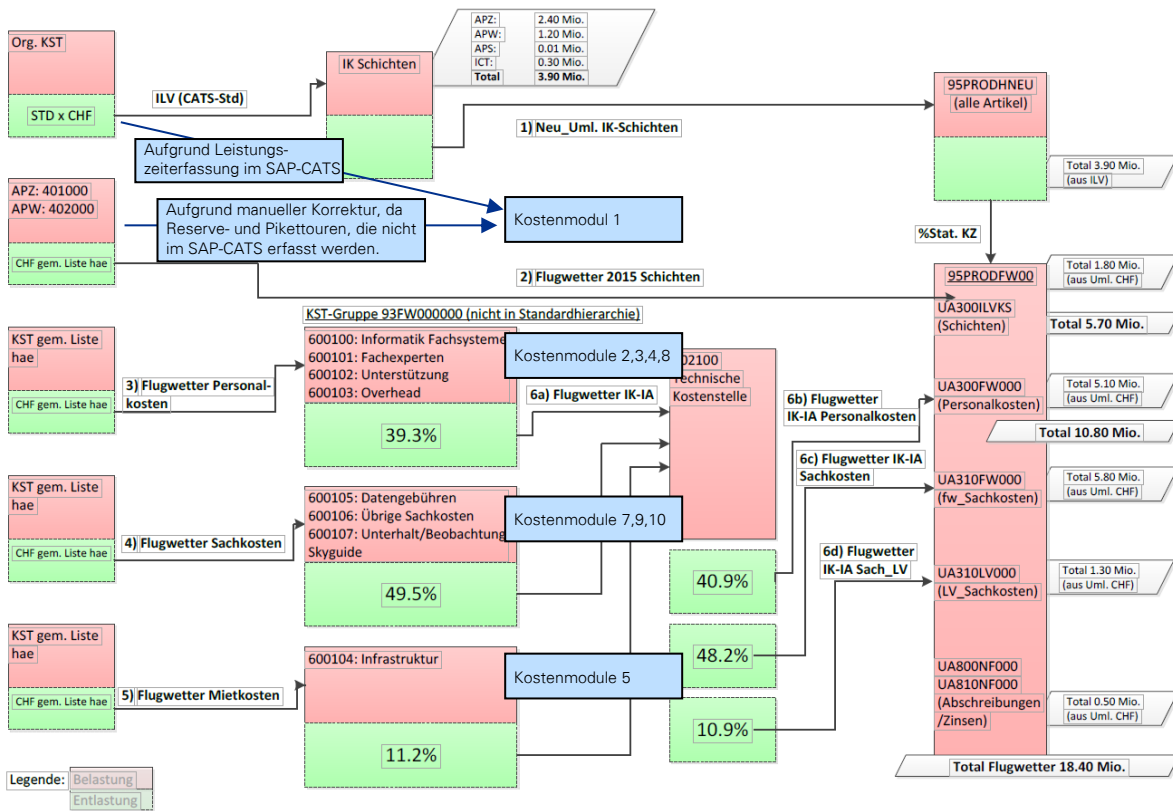 APZ: 2.40 Mio.
APW: 1.20 Mio.
APS: 0.01 Mio.
ICT: 0.30 Mio.
Total 3.90 Mio.
Org. KST
STD x CHF
ILV (CATS-Std)
IK Schichten
1) Neu_Uml. IK-Schichten
95PRODHNEU
(alle Artikel)
Total 3.90 Mio.
(aus ILV)
Aufgrund Leistungs-
zeiterfassung im SAP-CATS
APZ: 401000
APW: 402000
CHF gem. Liste hae
Aufgrund manueller Korrektur, da
Reserve- und Pikettouren, die nicht
im SAP-CATS erfasst werden.
Kostenmodul 1
%Stat. KZ
2) Flugwetter 2015 Schichten
95PRODFW00
UA300ILVKS
(Schichten)
Total 1.80 Mio.
(aus Uml. CHF)
Total 5.70 Mio.
KST-Gruppe 93FW000000 (nicht in Standardhierarchie)
KST gem. Liste
hae
CHF gem. Liste hae
3) Flugwetter Personal-
kosten
600100: Informatik Fachsysteme
600101: Fachexperten
600102: Unterstützung
600103: Overhead
39.3%
Kostenmodule 2,3,4,8
6a) Flugwetter IK-IA
02100
Technische
Kostenstelle
6b) Flugwetter
IK-IA Personalkosten
UA300FW000
(Personalkosten)
Total 5.10 Mio.
(aus Uml. CHF)
Total 10.80 Mio.
KST gem. Liste
hae
CHF gem. Liste hae
4) Flugwetter Sachkosten
600105: Datengebühren
600106: Übrige Sachkosten
600107: Unterhalt/Beobachtung
Skyguide
49.5%
Kostenmodule 7,9,10
6c) Flugwetter IK-IA
Sachkosten
UA310FW000
(fw_Sachkosten)
Total 5.80 Mio.
(aus Uml. CHF)
40.9%
6d) Flugwetter
IK-IA Sach_LV
UA310LV000
(LV_Sachkosten)
Total 1.30 Mio.
(aus Uml. CHF)
KST gem. Liste
hae
CHF gem. Liste hae
5) Flugwetter Mietkosten
600104: Infrastruktur
11.2%
Kostenmodule 5
48.2%
10.9%
UA800NF000
UA810NF000
(Abschreibungen
/Zinsen)
Total 0.50 Mio.
(aus Uml. CHF)
Total Flugwetter 18.40 Mio.
Legende: Belastung
Entlastung